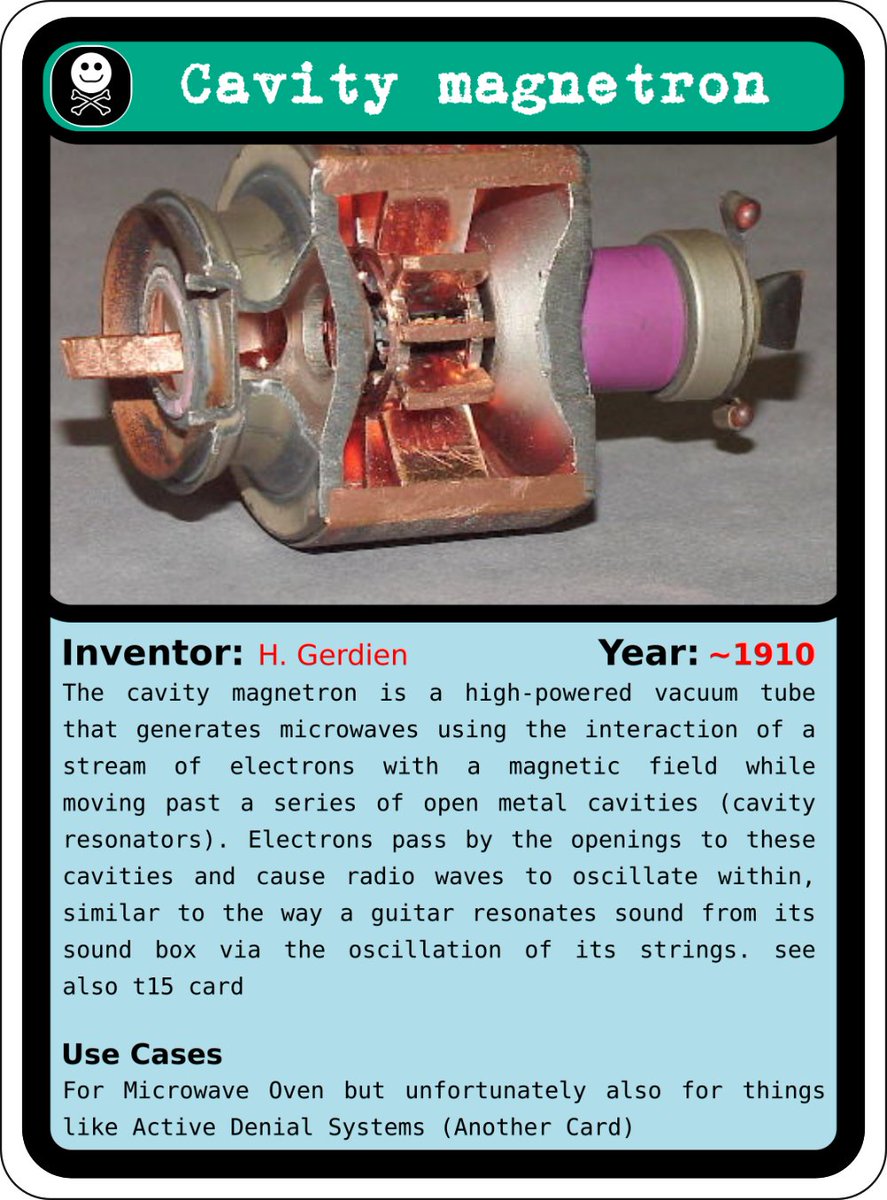 Cavity magnetron
Inventor: H. Gerdien Year: ~1910
The cavity magnetron is a high-powered vacuum tube
that generates microwaves using the interaction of a
stream of electrons with a magnetic field while
moving past a series of open metal cavities (cavity
resonators). Electrons pass by the openings to these
cavities and cause radio waves to oscillate within,
similar to the way a guitar resonates sound from its
sound box via the oscillation of its strings. see
also t15 card
Use Cases
For Microwave Oven but unfortunately also for things
like Active Denial Systems (Another Card)